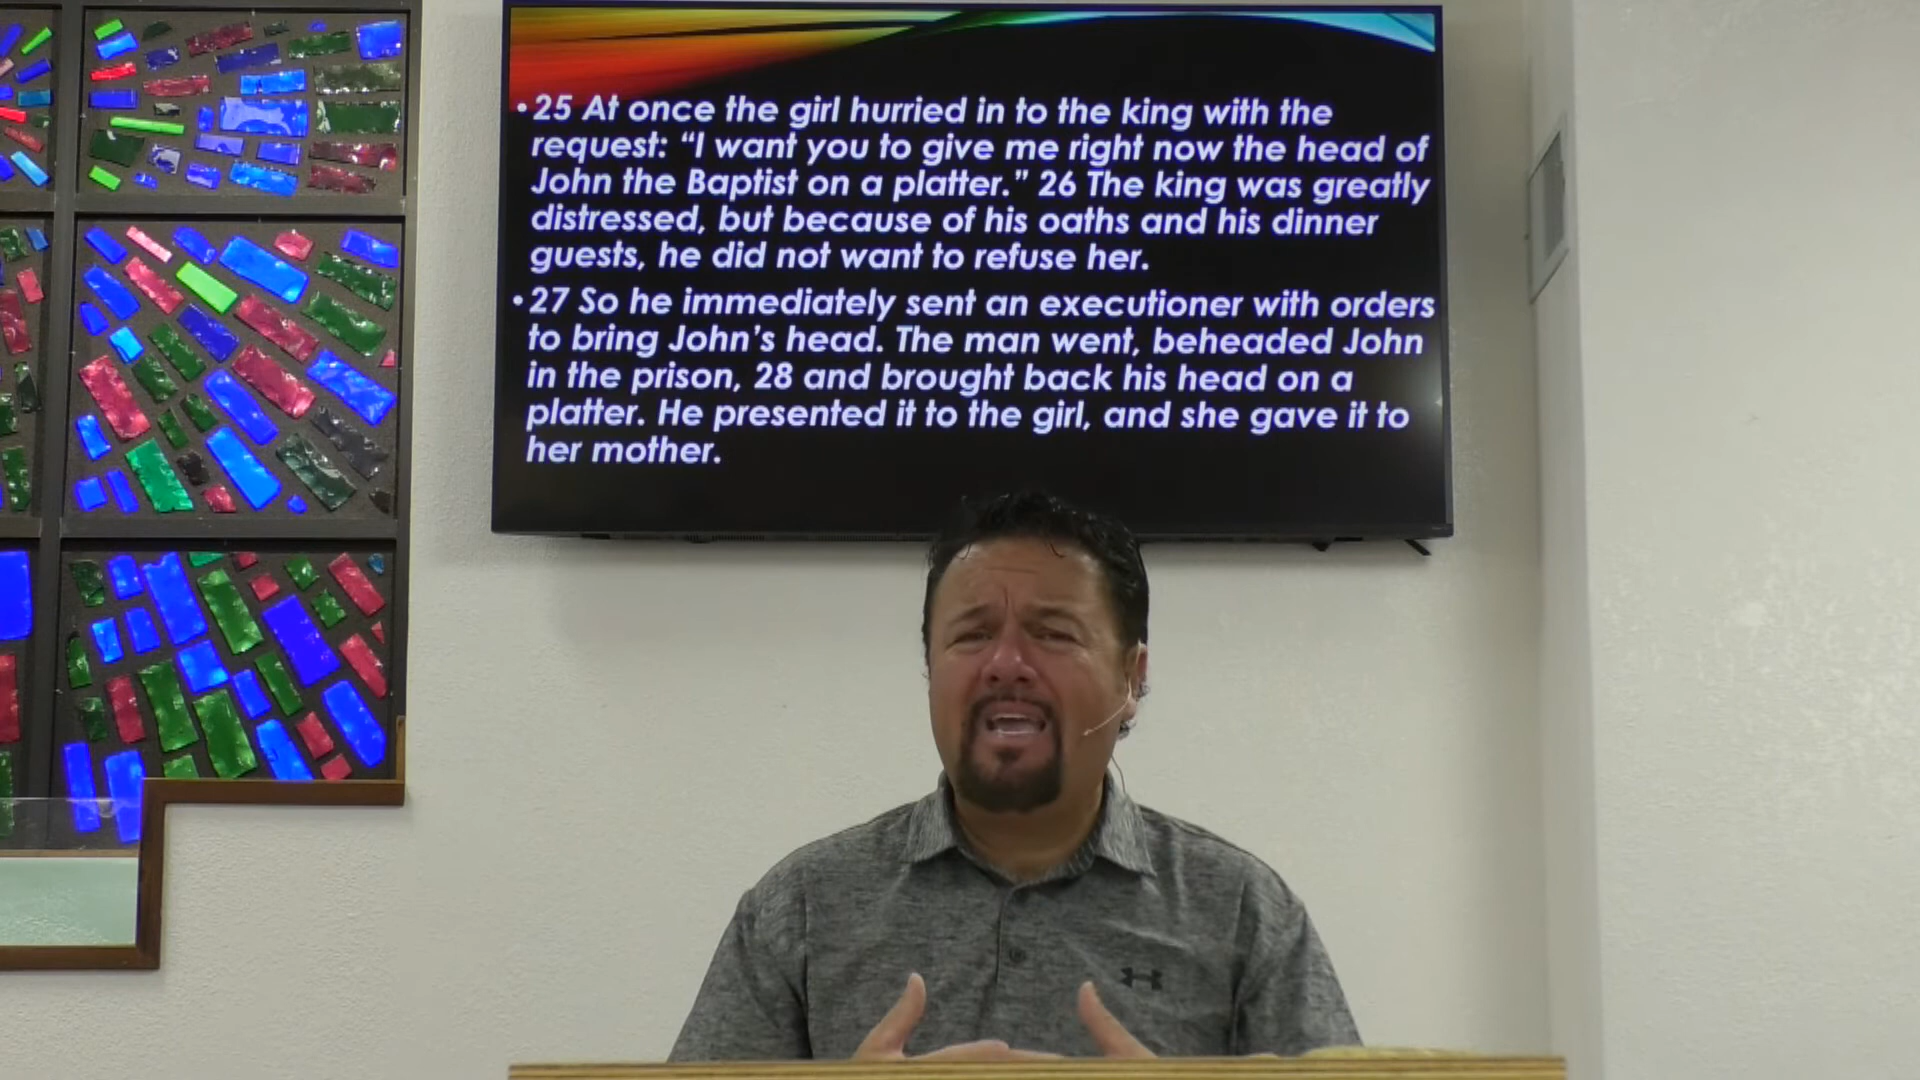 • 25 At once the girl hurried in to the king with the
request: “I want you to give me right now the head of
John the Baptist on a platter.” 26 The king was greatly
distressed, but because of his oaths and his dinner
guests, he did not want to refuse her.
• 27 So he immediately sent an executioner with orders
to bring John’s head. The man went, beheaded John
in the prison, 28 and brought back his head on a
platter. He presented it to the girl, and she gave it to
her mother.